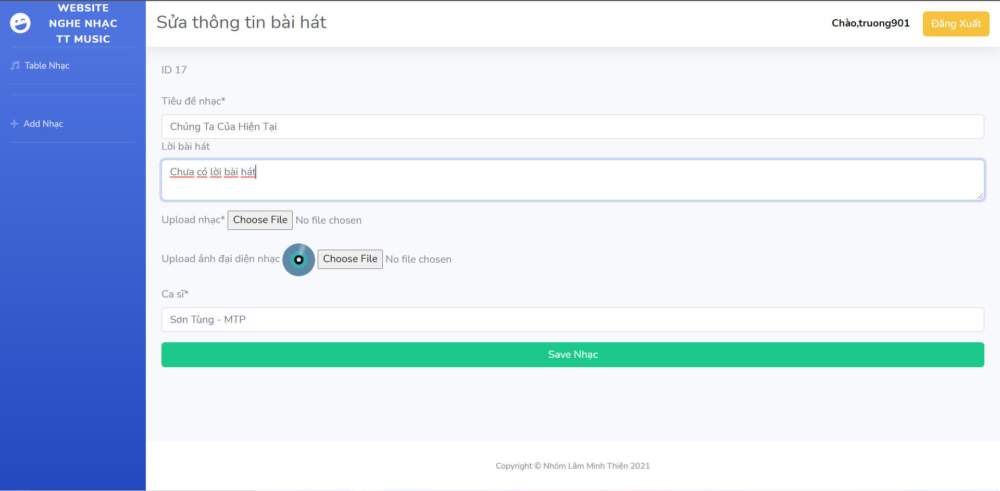 WEBSITE
NGHE NHẠC
TT MUSIC
Table Nhạc
Add Nhạc
Sửa thông tin bài hát
Chào,truong901
Đăng Xuất
ID 17
Tiêu đề nhạc*
Chúng Ta Của Hiện Tại
Lời bài hát
Chưa có lời bài hát
Upload nhạc* Choose File No file chosen
Upload ảnh đại diện nhạc Choose File No file chosen
Ca sĩ*
Sơn Tùng - MTP
Save Nhạc
Copyright © Nhóm Lâm Minh Thiện 2021